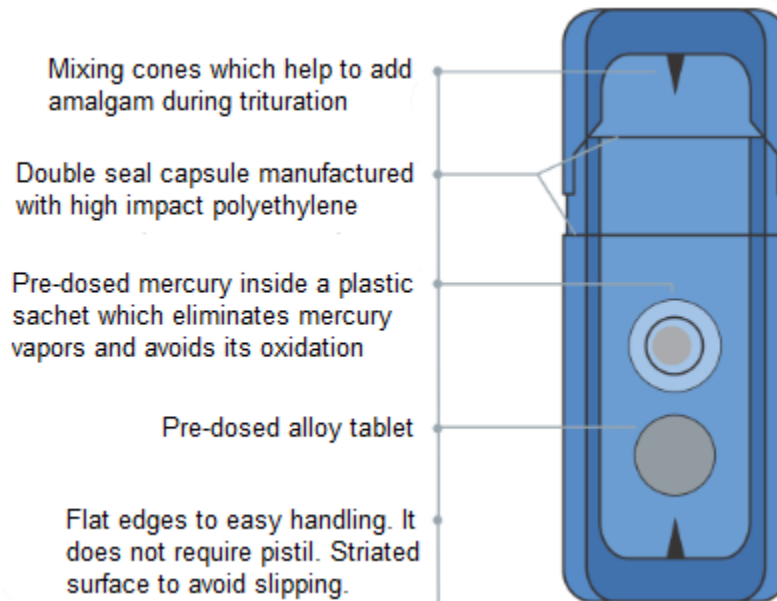 Mixing cones which help to add
amalgam during trituration
Double seal capsule manufactured
with high impact polyethylene
Pre-dosed mercury inside a plastic
sachet which eliminates mercury
vapors and avoids its oxidation
Pre-dosed alloy tablet
Flat edges to easy handling. It
does not require pistil. Striated
surface to avoid slipping.